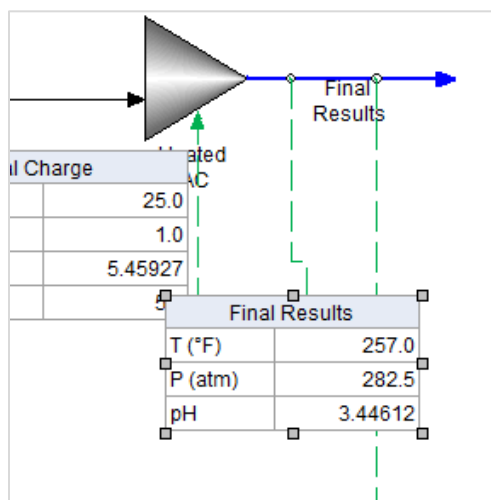 Final
Results
al Charge
25.0
1.0
5.45927
Final Results
T (°F) 257.0
P (atm) 282.5
pH 3.44612